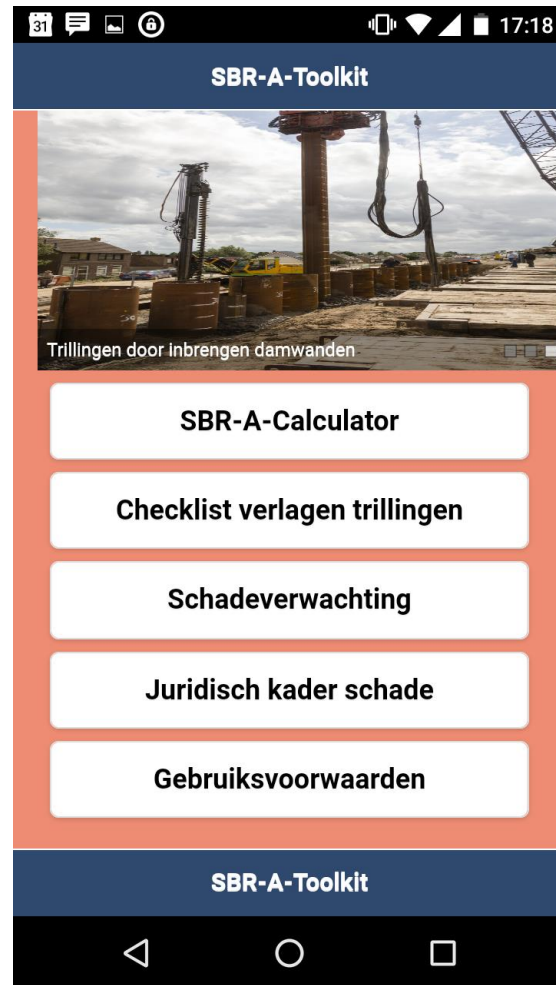 31
17:18
SBR-A-Toolkit
Trillingen door inbrengen damwanden
SBR-A-Calculator
Checklist verlagen trillingen
Schadeverwachting
Juridisch kader schade
Gebruiksvoorwaarden
SBR-A-Toolkit